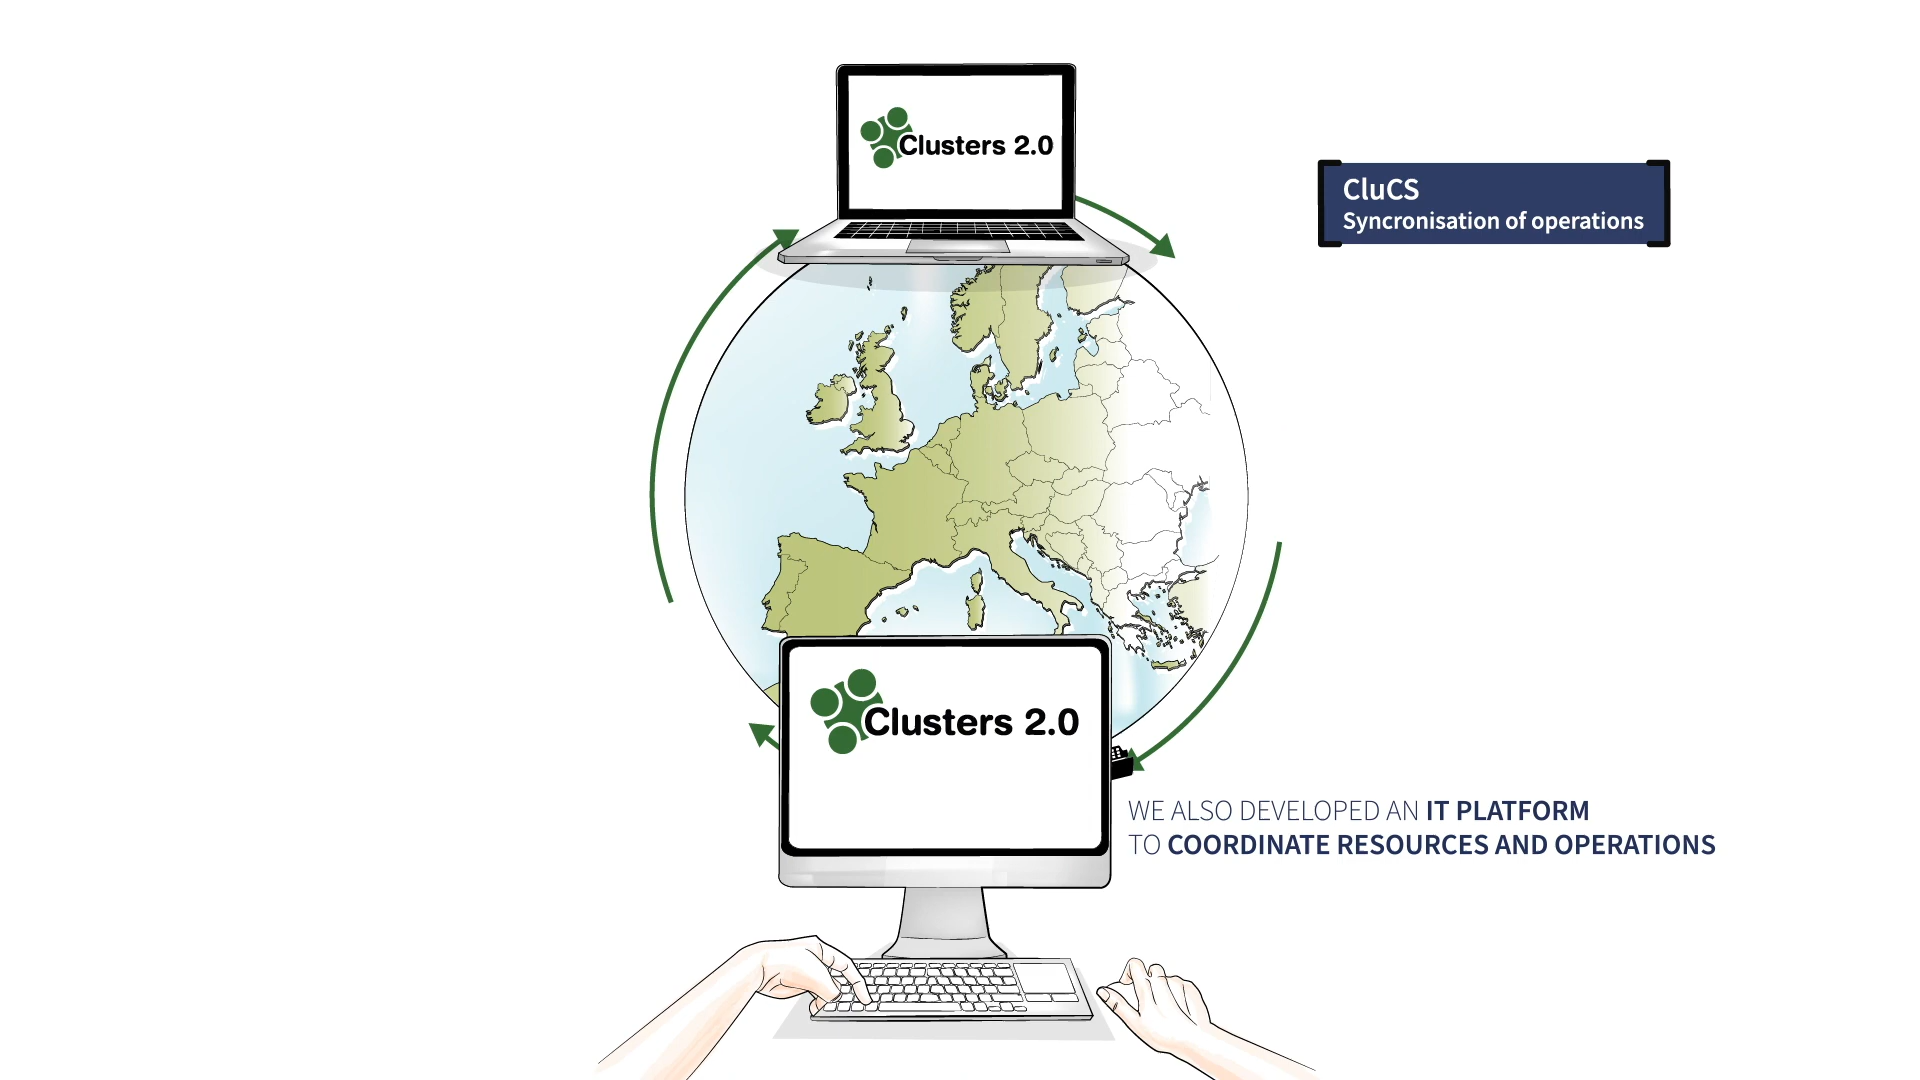 Clusters 2.0
CluCS
Syncronisation of operations
Clusters 2.0
WE ALSO DEVELOPED AN IT PLATFORM
TO COORDINATE RESOURCES AND OPERATIONS